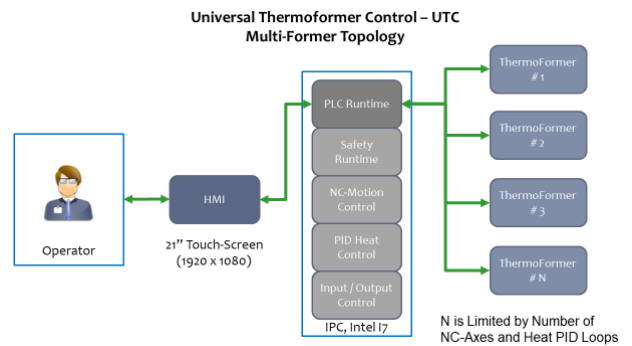 Universal Thermoformer Control – UTC
Multi-Former Topology
Operator
HMI
21” Touch-Screen
(1920 x 1080)
PLC Runtime
Safety
Runtime
NC-Motion
Control
PID Heat
Control
Input / Output
Control
IPC, Intel I7
ThermoFormer
# 1
ThermoFormer
# 2
ThermoFormer
# 3
ThermoFormer
# N
N is Limited by Number of
NC-Axes and Heat PID Loops